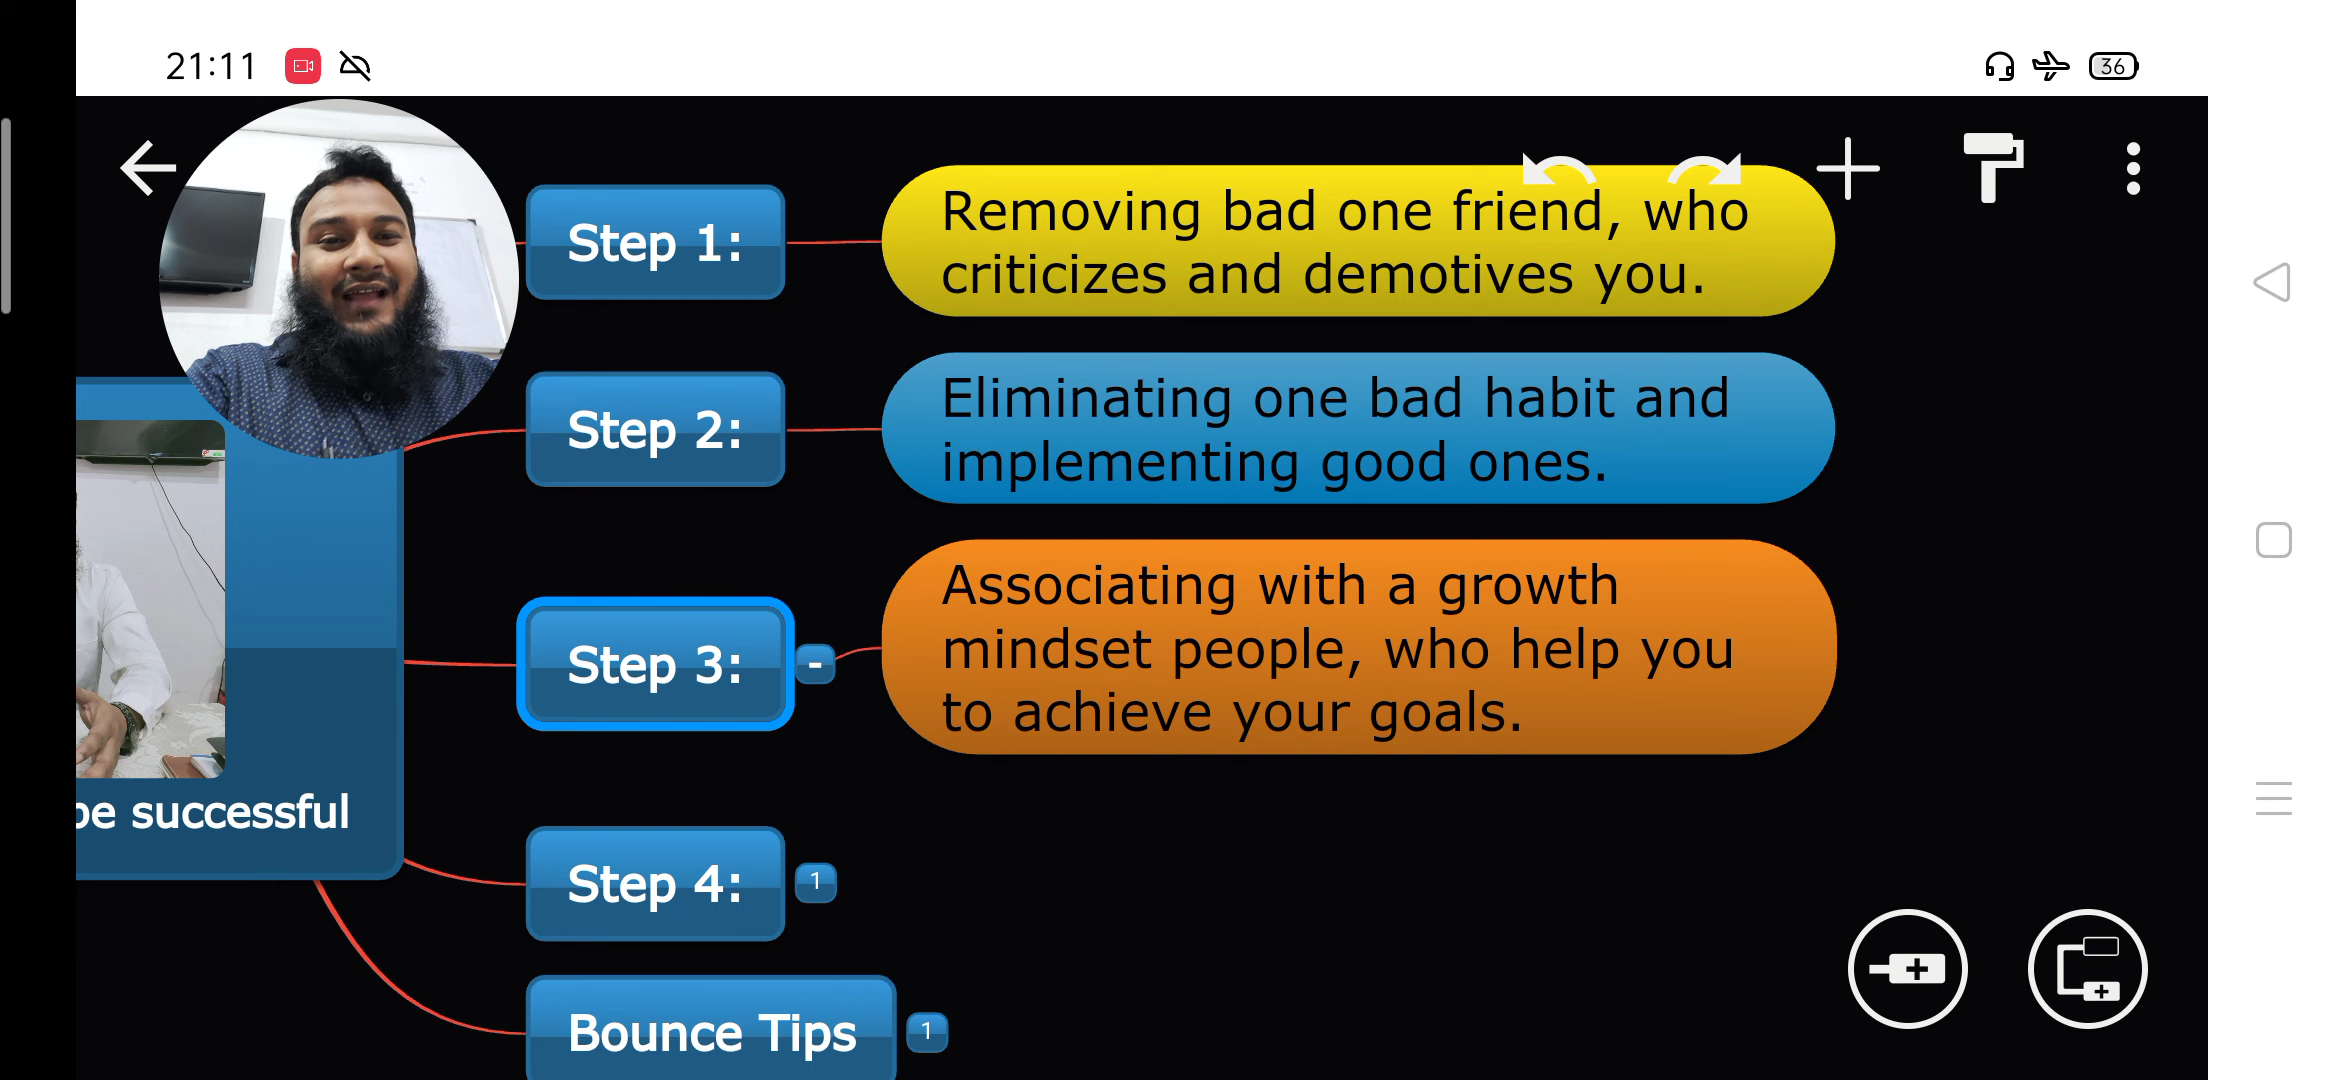 21:11
36
Step 1:
Removing bad one friend, who
criticizes and demotives you.
Step 2:
Eliminating one bad habit and
implementing good ones.
Step 3:
-
Associating with a growth
mindset people, who help you
to achieve your goals.
be successful
Step 4:
1
Bounce Tips
1